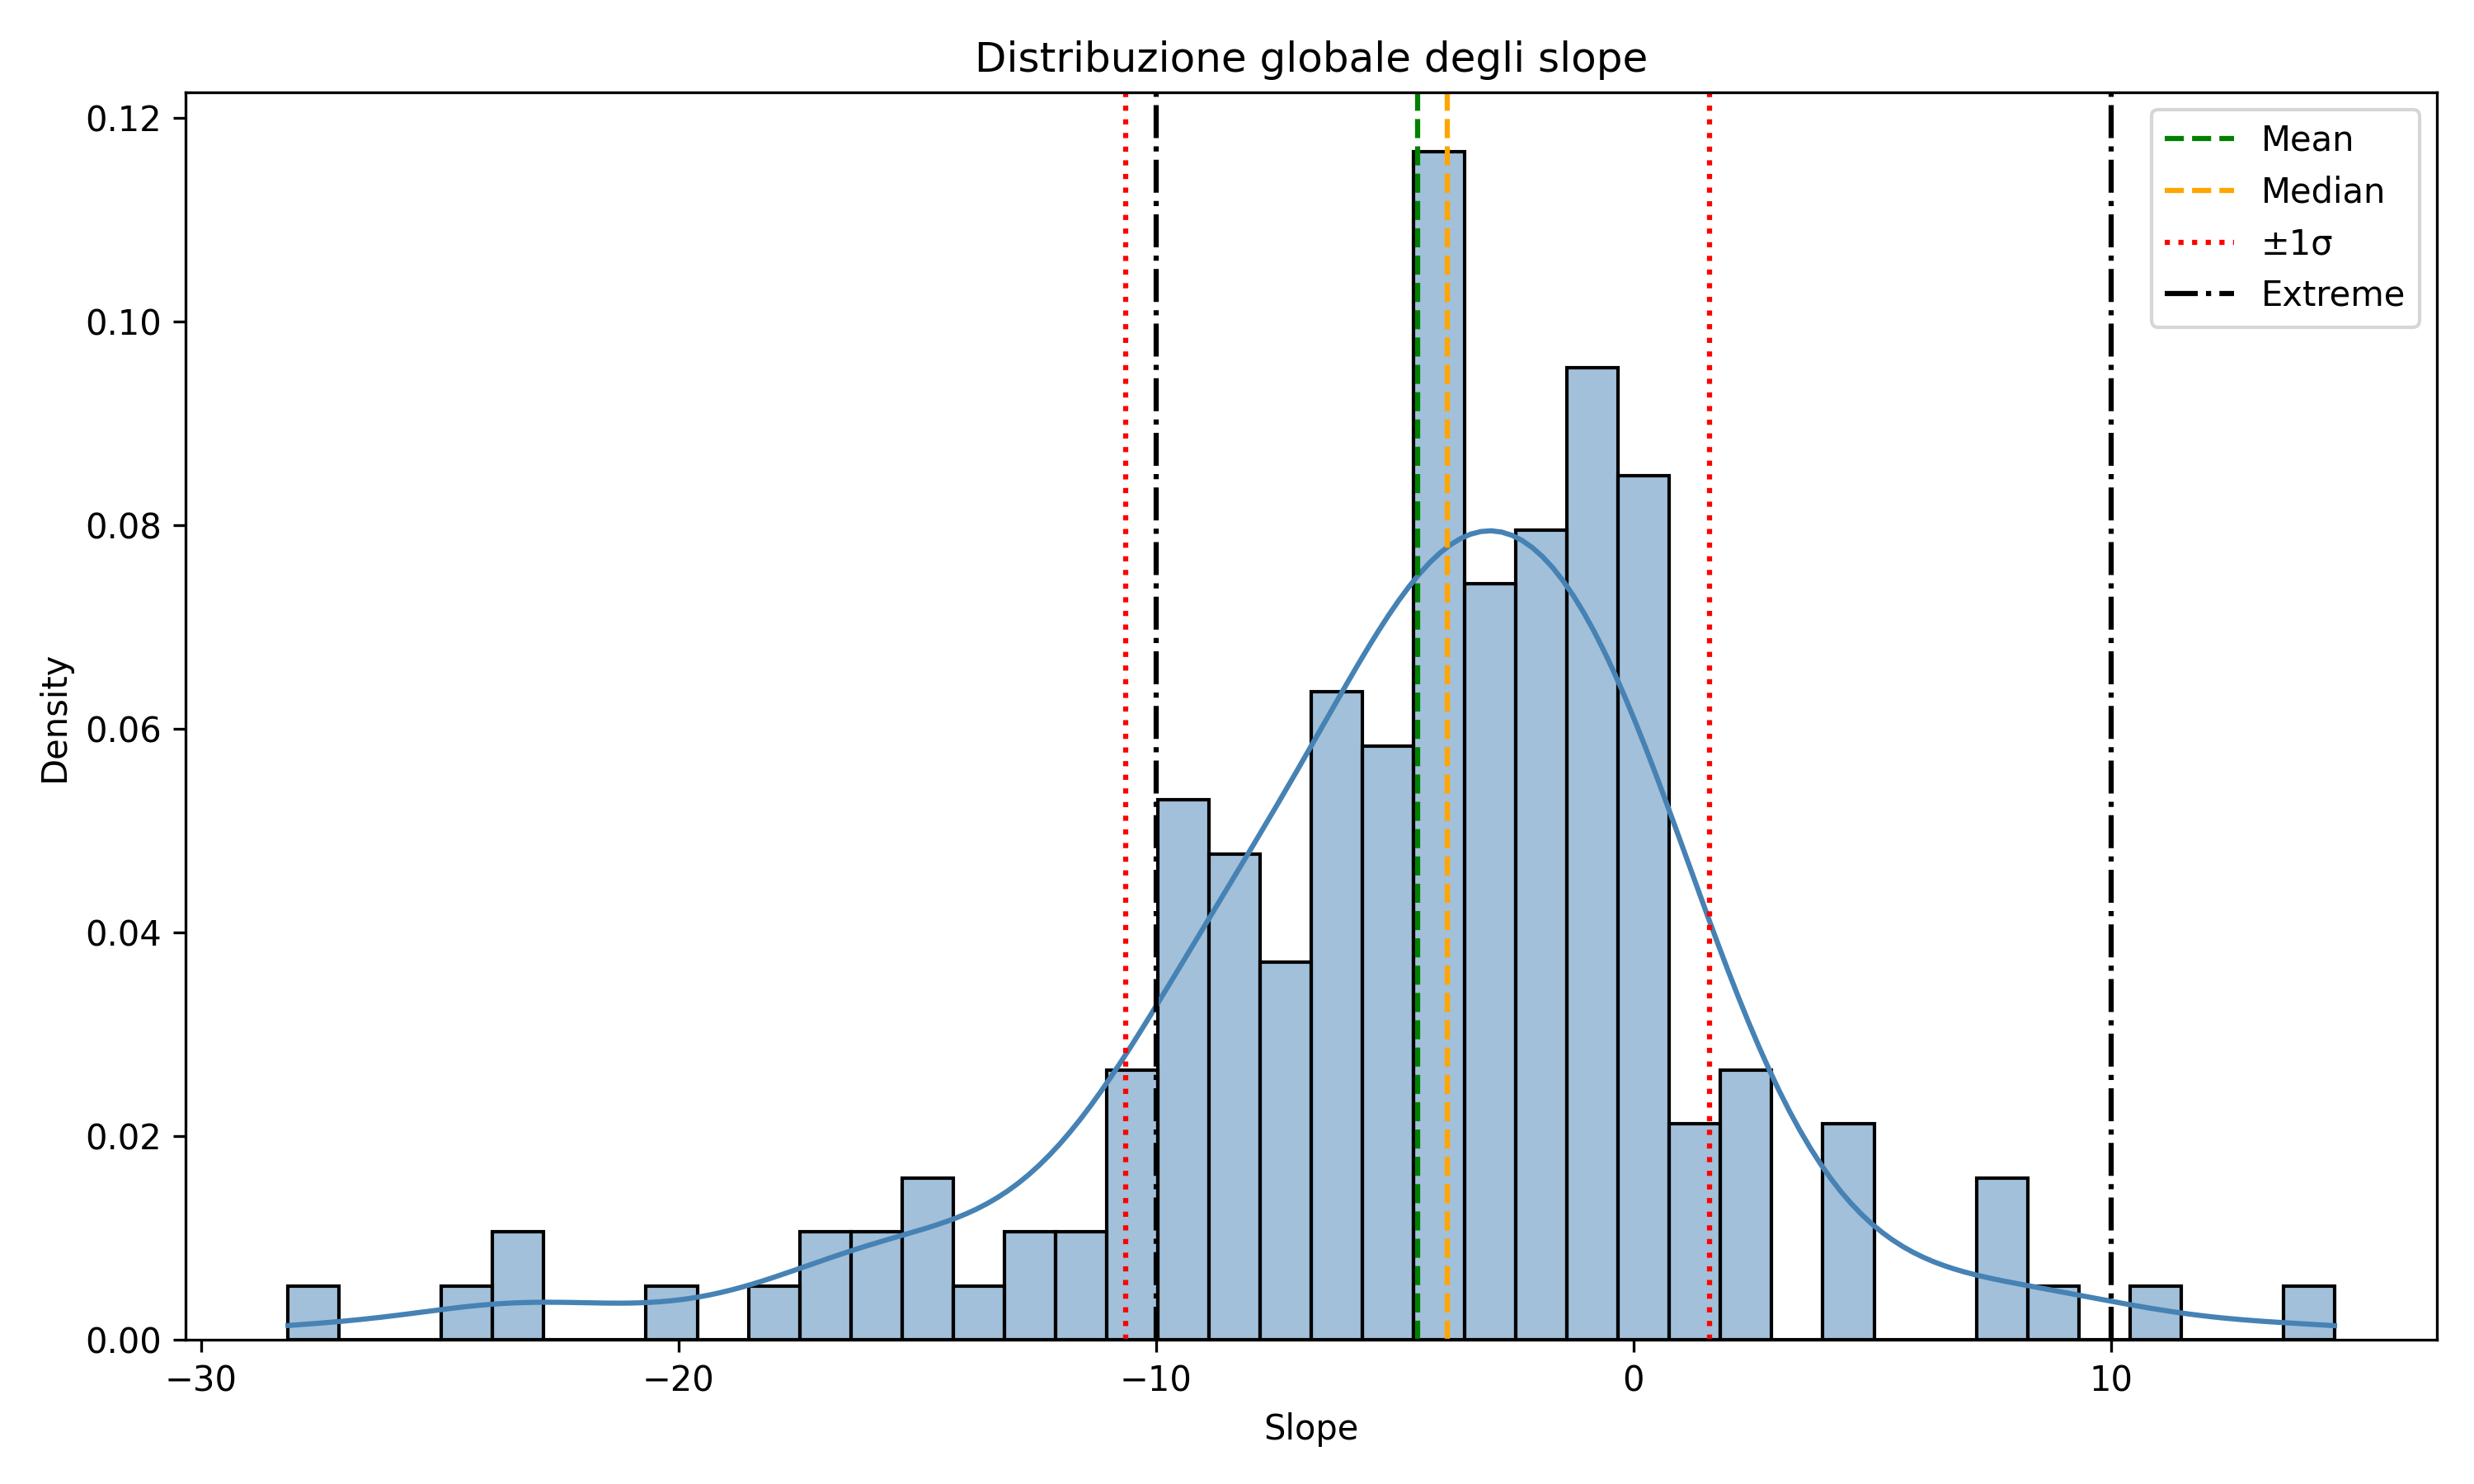 Distribuzione globale degli slope
Mean
Median
±1σ
Extreme
0.12
0.10
0.08
0.06
0.04
0.02
0.00
Density
−30
−20
−10
0
10
Slope